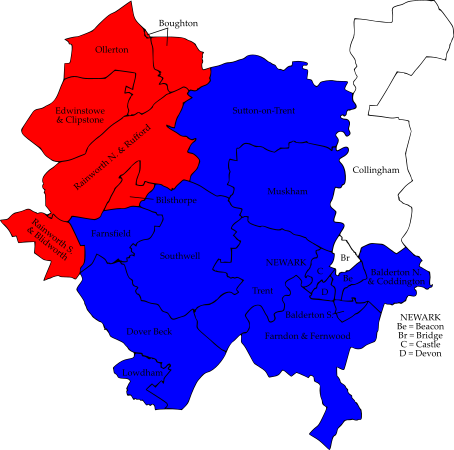 Boughton
Ollerton
Edwinstowe
& Clipstone
Sutton-on-Trent
Rainworth N. & Rufford
Collingham
Muskham
Bilsthorpe
Rainworth S.
& Blidworth
Farnsfield
Southwell
NEWARK
Br
C
Be
D
Balderton N.
& Coddington
Trent
Balderton S.
Dover Beck
Farndon & Fernwood
Lowdham
NEWARK
Be = Beacon
Br = Bridge
C = Castle
D = Devon